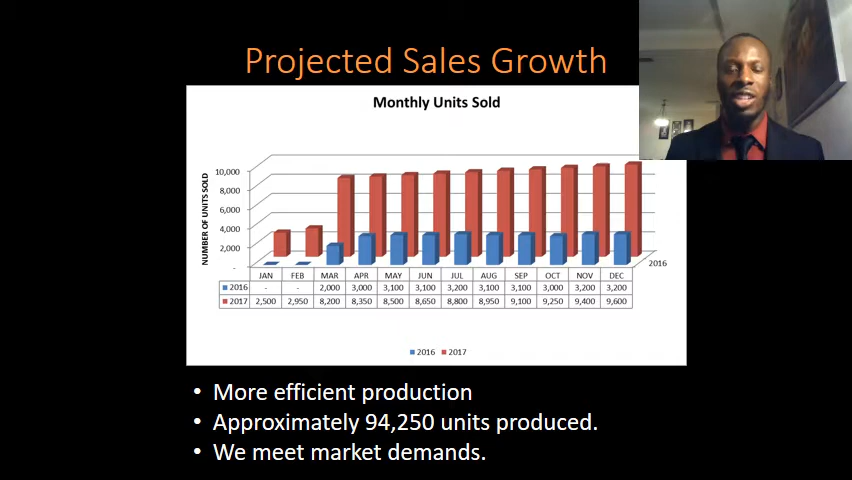 Projected Sales Growth
Monthly Units Sold
NUMBER OF UNITS SOLD
10,000
8,000
6,000
4,000
2,000
-
2016
JAN FEB MAR APR MAY JUN JUL AUG SEP OCT NOV DEC
2016 - - 2,000 3,000 3,100 3,100 3,200 3,100 3,100 3,000 3,200 3,200
2017 2,500 2,950 8,200 8,350 8,500 8,650 8,800 8,950 9,100 9,250 9,400 9,600
2016 2017
• More efficient production
• Approximately 94,250 units produced.
• We meet market demands.